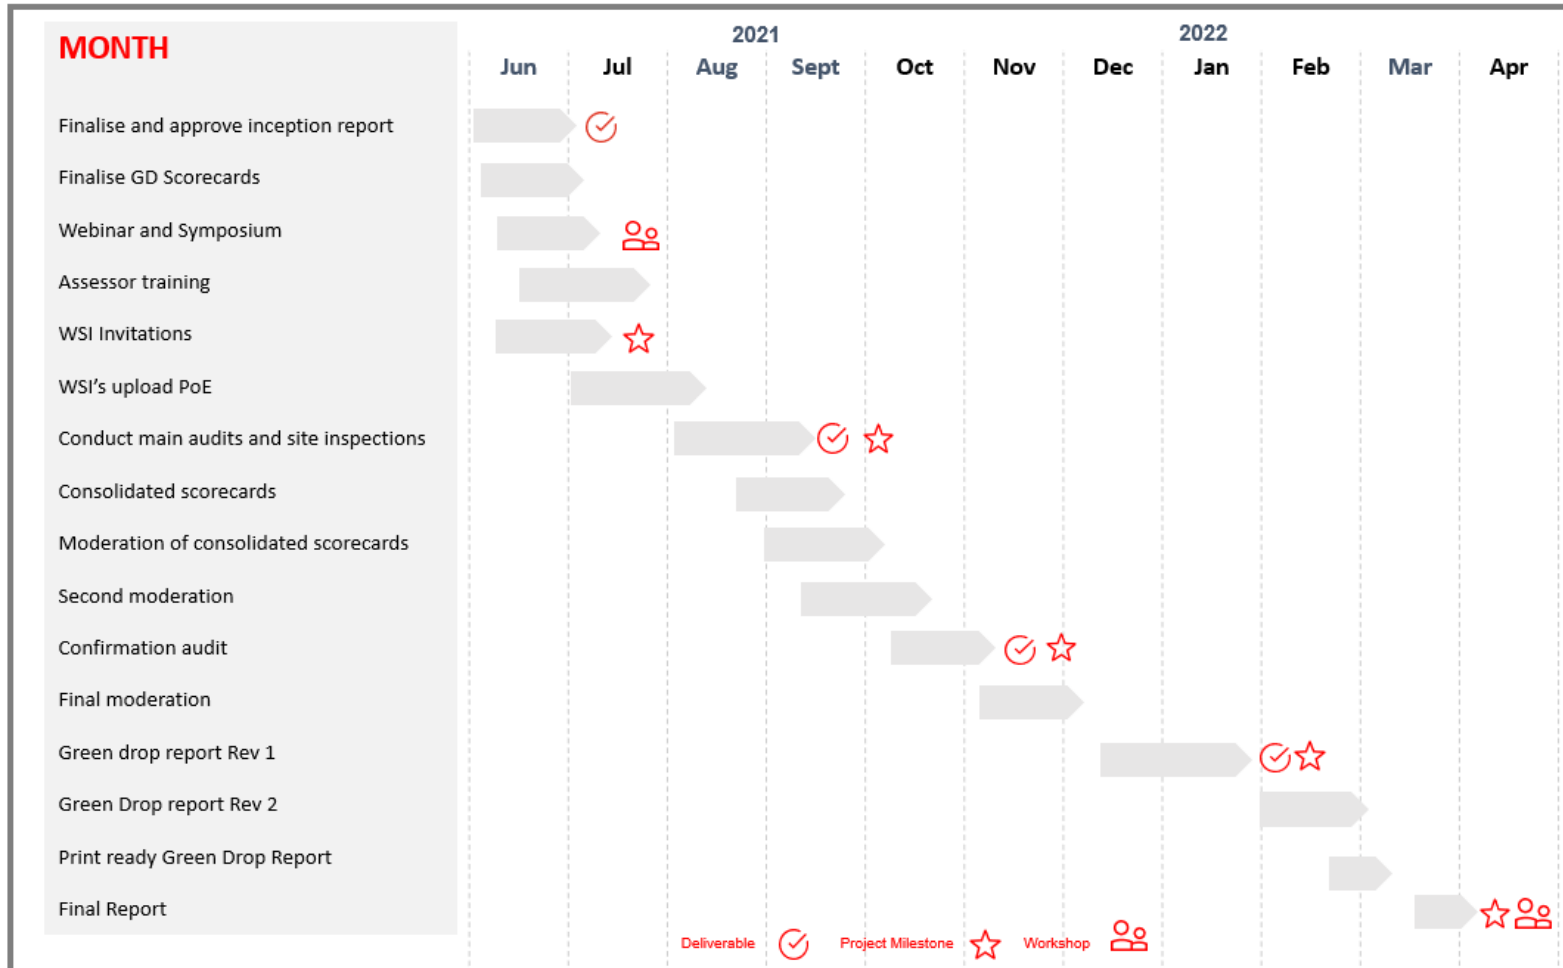 MONTH
2021 2022
Jun Jul Aug Sept Oct Nov Dec Jan Feb Mar Apr
Finalise and approve inception report
Finalise GD Scorecards
Webinar and Symposium
Assessor training
WSI Invitations
WSI's upload PoE
Conduct main audits and site inspections
Consolidated scorecards
Moderation of consolidated scorecards
Second moderation
Confirmation audit
Final moderation
Green drop report Rev 1
Green Drop report Rev 2
Print ready Green Drop Report
Final Report
Deliverable Project Milestone Workshop